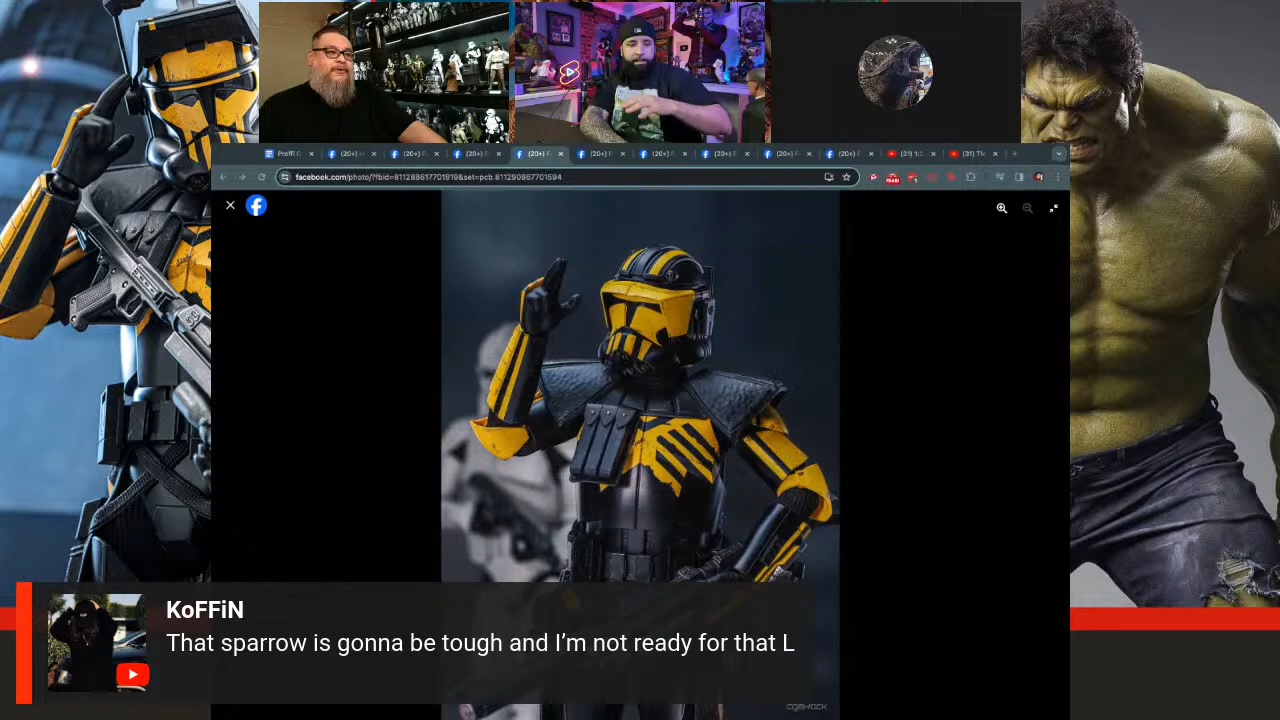 facebook.com/photo/?fbid=811288617701819&set=pcb.811290867701594
KoFFiN
That sparrow is gonna be tough and I’m not ready for that L